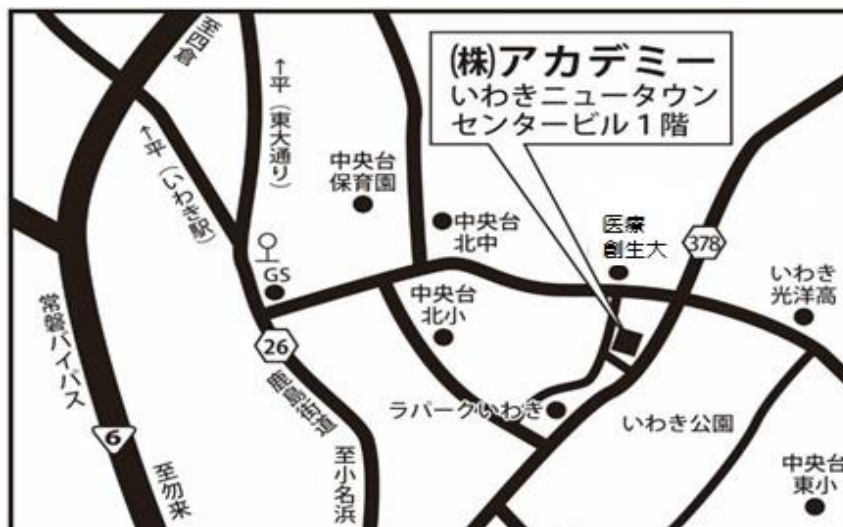 至四倉
↑平（東大通り）
↑平（いわき駅）
㈱アカデミー
いわきニュータウン
センタービル１階
中央台
保育園
中央台
北中
医療
創生大
378
いわき
光洋高
GS
中央台
北小
26
鹿島街道
常磐バイパス
6
至勿来
至小名浜
ラパークいわき
いわき公園
中央台
東小